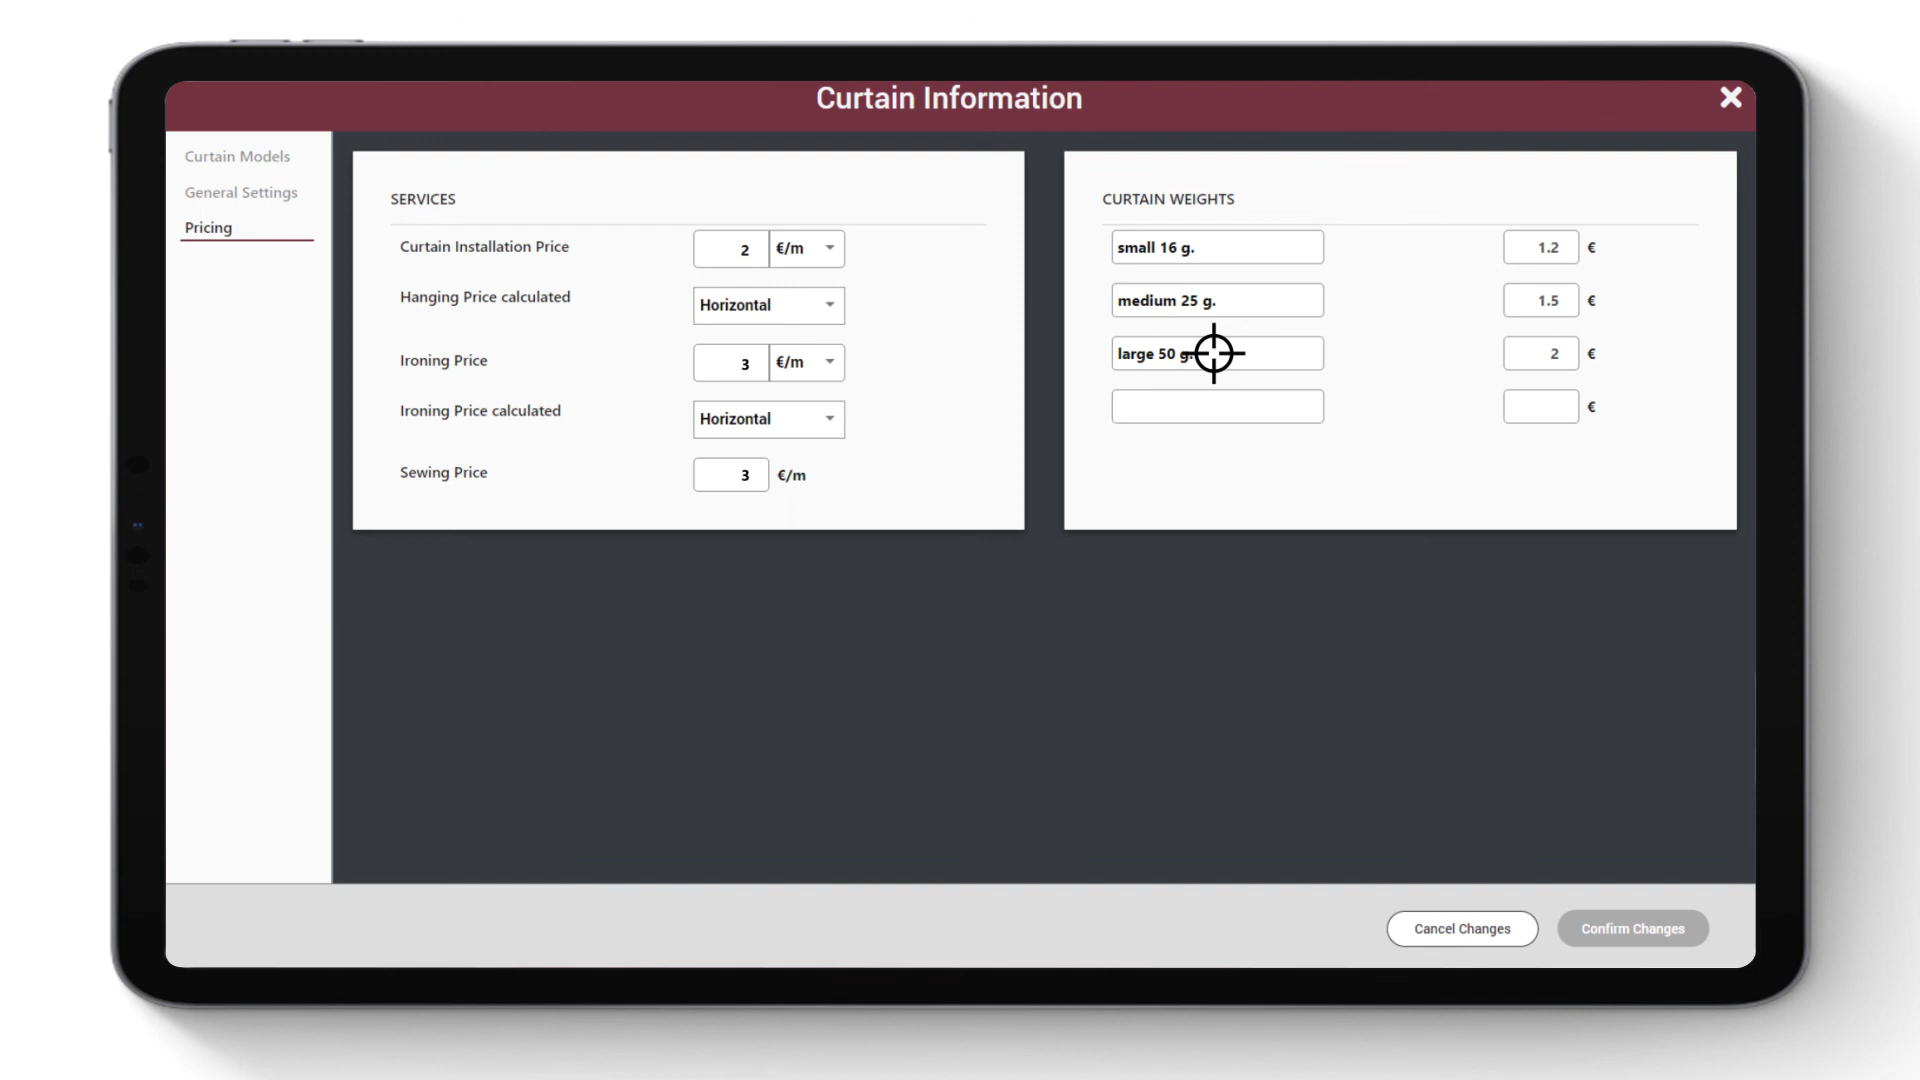 Curtain Information
Curtain Models
General Settings
Pricing
SERVICES
Curtain Installation Price
2
€/m
Hanging Price calculated
Horizontal
Ironing Price
3
€/m
Ironing Price calculated
Horizontal
Sewing Price
3
€/m
CURTAIN WEIGHTS
small 16 g.
1.2
€
medium 25 g.
1.5
€
large 50 g.
2
€
€
Cancel Changes
Confirm Changes